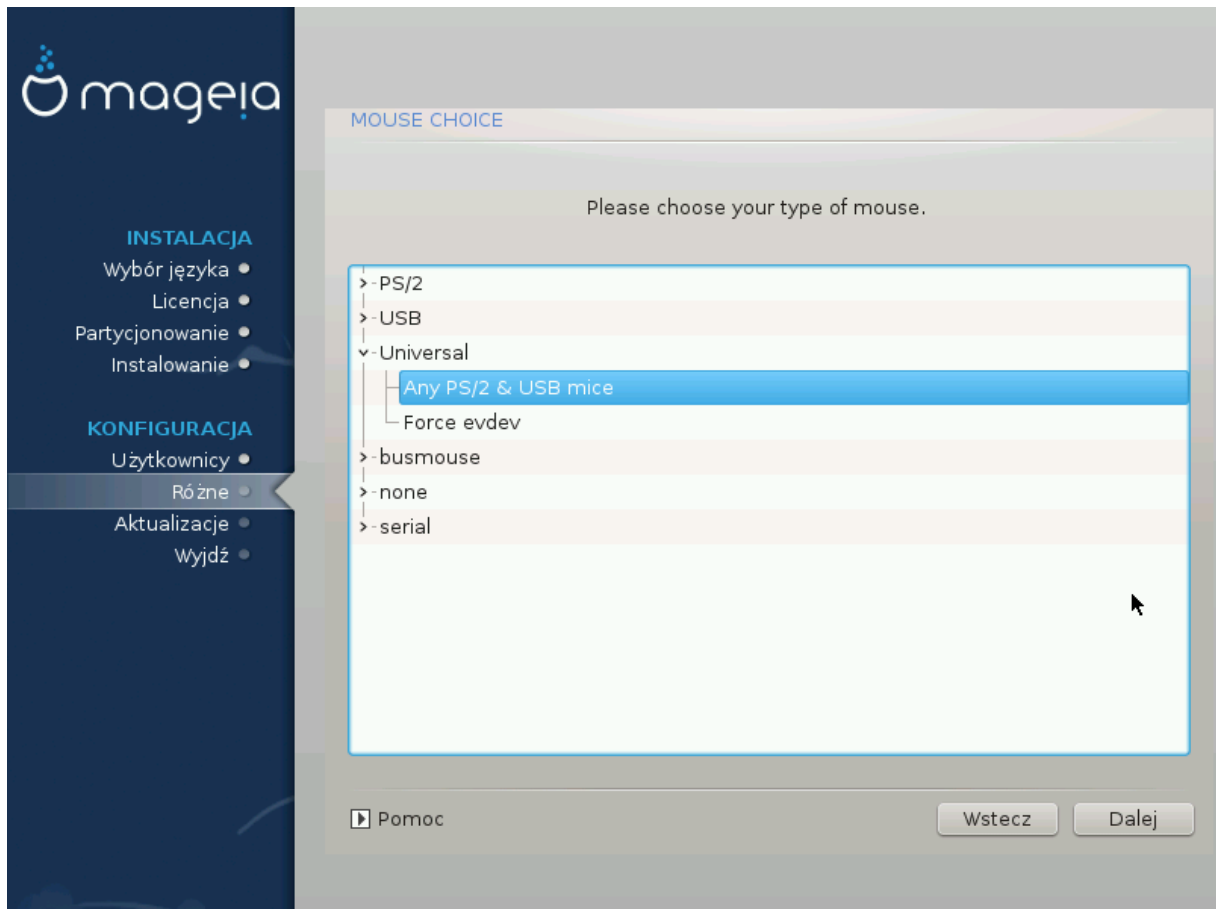 mageia
INSTALACJA
Wybór języka
Licencja
Partycjonowanie
Instalowanie
KONFIGURACJA
Użytkownicy
Różne
Aktualizacje
Wyjdź
MOUSE CHOICE
Please choose your type of mouse.
PS/2
USB
Universal
Any PS/2 & USB mice
Force evdev
busmouse
none
serial
Pomoc
Wstecz
Dalej